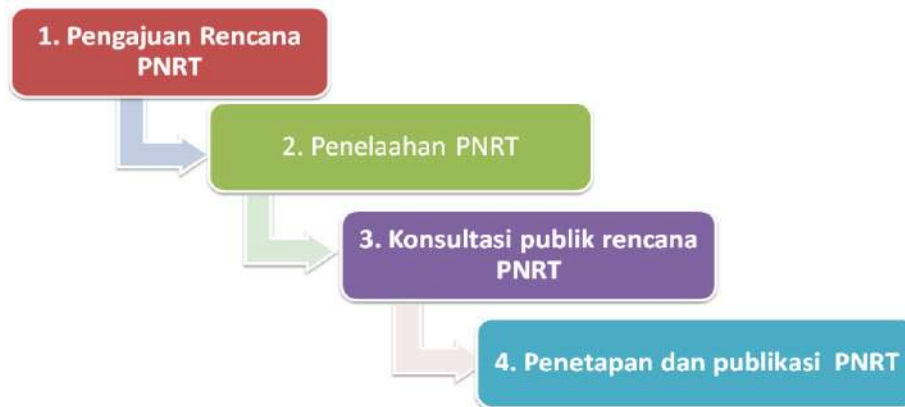 1. Pengajuan Rencana
PNRT
2. Penelaahan PNRT
3. Konsultasi publik rencana
PNRT
4. Penetapan dan publikasi PNRT